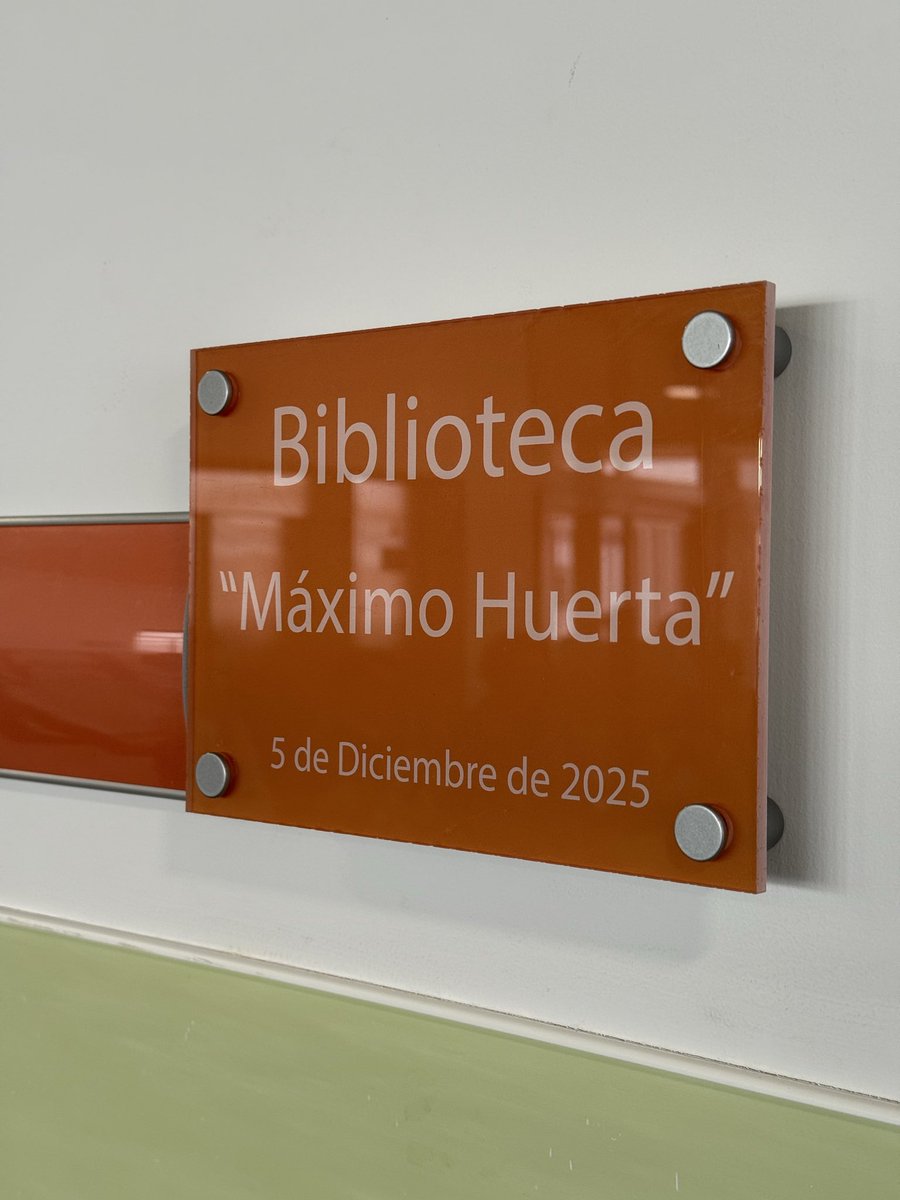 Biblioteca
“Máximo Huerta”
5 de Diciembre de 2025